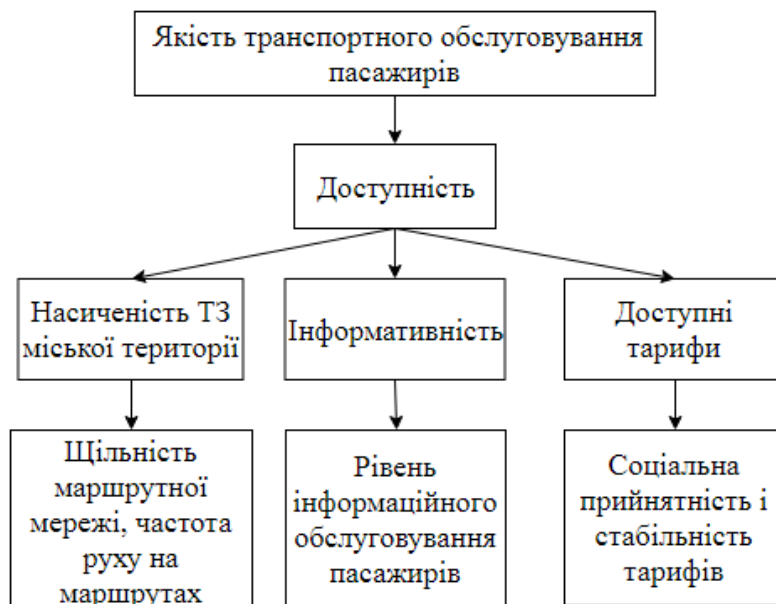 Якість транспортного обслуговування
пасажирів
Доступність
Насиченість ТЗ
міської території
Інформативність
Доступні
тарифи
Щільність
маршрутної
мережі, частота
руху на
маршрутах
Рівень
інформаційного
обслуговування
пасажирів
Соціальна
прийнятність і
стабільність
тарифів